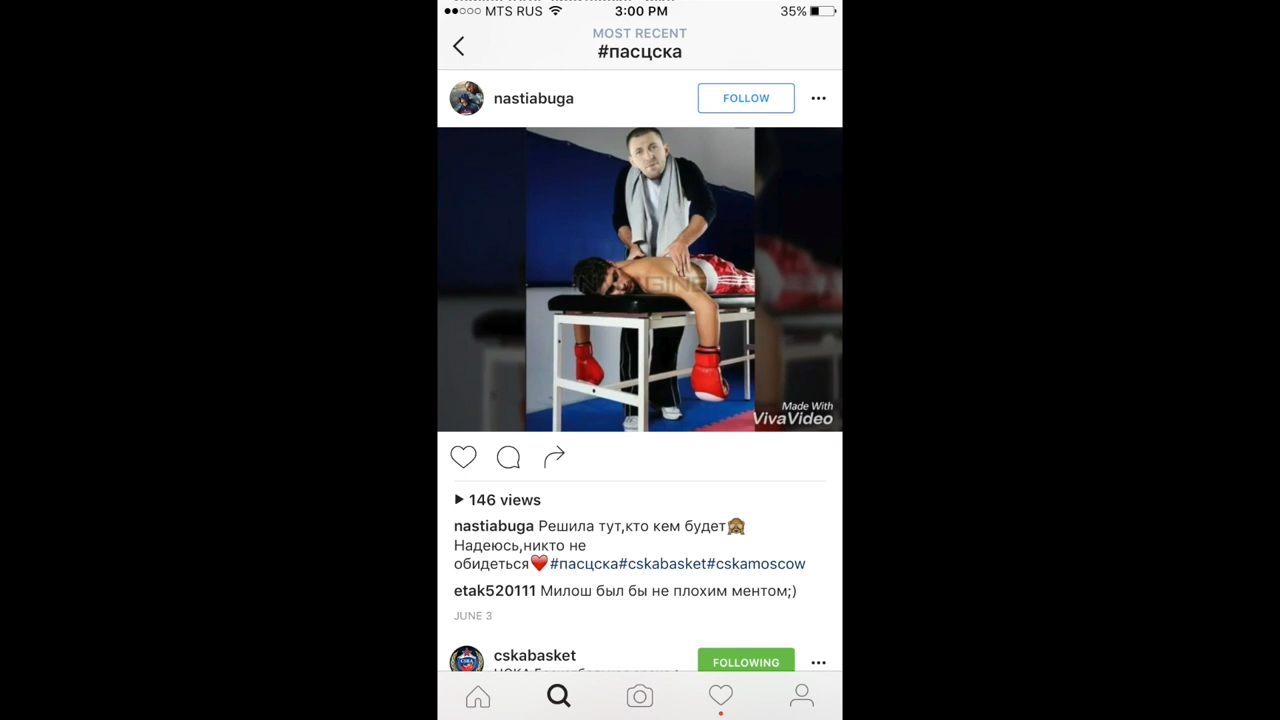 MTS RUS
3:00 PM
35%
MOST RECENT
#пасцска
nastiabuga
FOLLOW
Made With
VivaVideo
146 views
nastiabuga Решила тут,кто кем будет🙈
Надеюсь,никто не
обидеться❤️#пасцска#cskabasket#cskamoscow
etak520111 Милош был бы не плохим ментом;)
JUNE 3
cskabasket
FOLLOWING